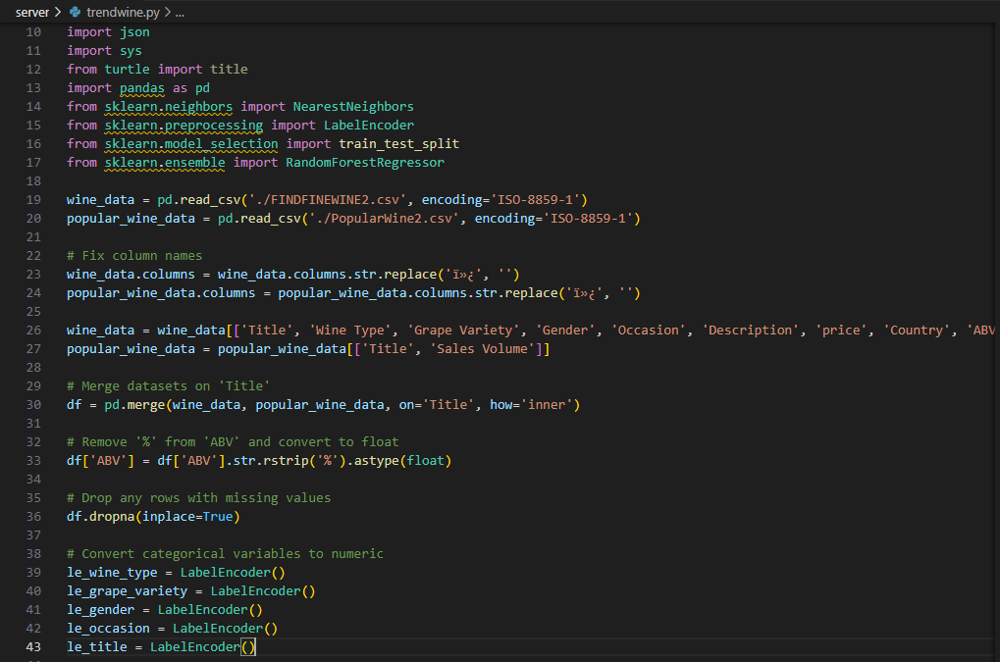 server > trendwine.py > ...
10 import json
11 import sys
12 from turtle import title
13 import pandas as pd
14 from sklearn.neighbors import NearestNeighbors
15 from sklearn.preprocessing import LabelEncoder
16 from sklearn.model_selection import train_test_split
17 from sklearn.ensemble import RandomForestRegressor
18
19 wine_data = pd.read_csv('./FINDFINEWINE2.csv', encoding='ISO-8859-1')
20 popular_wine_data = pd.read_csv('./PopularWine2.csv', encoding='ISO-8859-1')
21
22 # Fix column names
23 wine_data.columns = wine_data.columns.str.replace('ï»¿', '')
24 popular_wine_data.columns = popular_wine_data.columns.str.replace('ï»¿', '')
25
26 wine_data = wine_data[['Title', 'Wine Type', 'Grape Variety', 'Gender', 'Occasion', 'Description', 'price', 'Country', 'ABV
27 popular_wine_data = popular_wine_data[['Title', 'Sales Volume']]
28
29 # Merge datasets on 'Title'
30 df = pd.merge(wine_data, popular_wine_data, on='Title', how='inner')
31
32 # Remove '%' from 'ABV' and convert to float
33 df['ABV'] = df['ABV'].str.rstrip('%').astype(float)
34
35 # Drop any rows with missing values
36 df.dropna(inplace=True)
37
38 # Convert categorical variables to numeric
39 le_wine_type = LabelEncoder()
40 le_grape_variety = LabelEncoder()
41 le_gender = LabelEncoder()
42 le_occasion = LabelEncoder()
43 le_title = LabelEncoder()